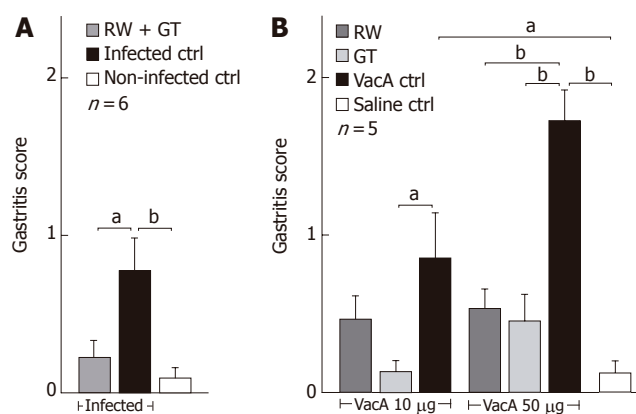 A
RW + GT
Infected ctrl
Non-infected ctrl
n = 6
2
1
0
Gastritis score
a
b
Infected
B
RW
GT
VacA ctrl
Saline ctrl
n = 5
2
1
0
Gastritis score
a
b
b
b
a
VacA 10 µg
VacA 50 µg